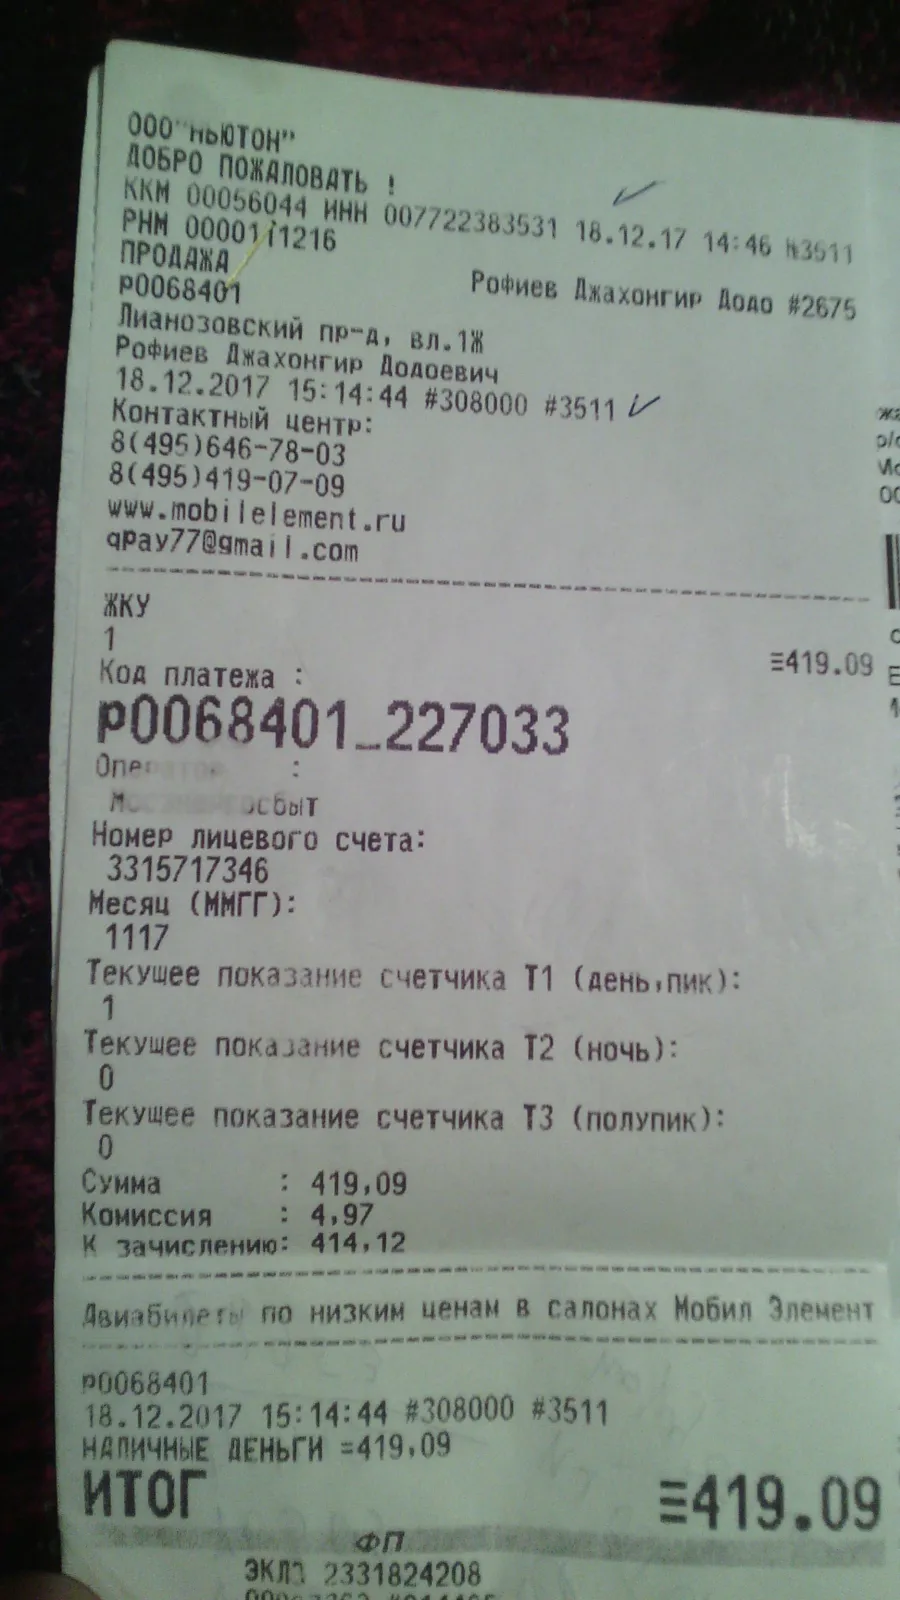 ООО"НЬЮТОН"
ДОБРО ПОЖАЛОВАТЬ !
ККМ 00056044 ИНН 007722383531 18.12.17 14:46 №3511
РНМ 0000111216
ПРОДАЖА
р0068401 Рофиев Джахонгир Додо #2675
Лианозовский пр-д, вл.1Ж
Рофиев Джахонгир Додоевич
18.12.2017 15:14:44 #308000 #3511
Контактный центр:
8(495)646-78-03
8(495)419-07-09
www.mobilelement.ru
qPay77@gmail.com
ЖКУ
1 ≡419.09
Код платежа :
р0068401_227033
Оператор :
Мосэнергосбыт
Номер лицевого счета:
3315717346
Месяц (ММГГ):
1117
Текущее показание счетчика Т1 (день,пик):
1
Текущее показание счетчика Т2 (ночь):
0
Текущее показание счетчика Т3 (полупик):
0
Сумма : 419,09
Комиссия : 4,97
К зачислению: 414,12
Авиабилеты по низким ценам в салонах Мобил Элемент
р0068401
18.12.2017 15:14:44 #308000 #3511
НАЛИЧНЫЕ ДЕНЬГИ =419,09
ИТОГ ≡419.09
ФП
ЭКЛЗ 2331824208